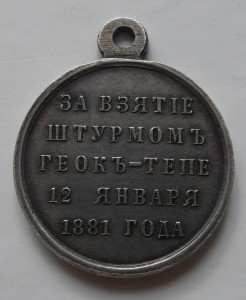 ЗА ВЗЯТІЕ
ШТУРМОМЪ
ГЕОКЪ-ТЕПЕ
12 ЯНВАРЯ
1881 ГОДА